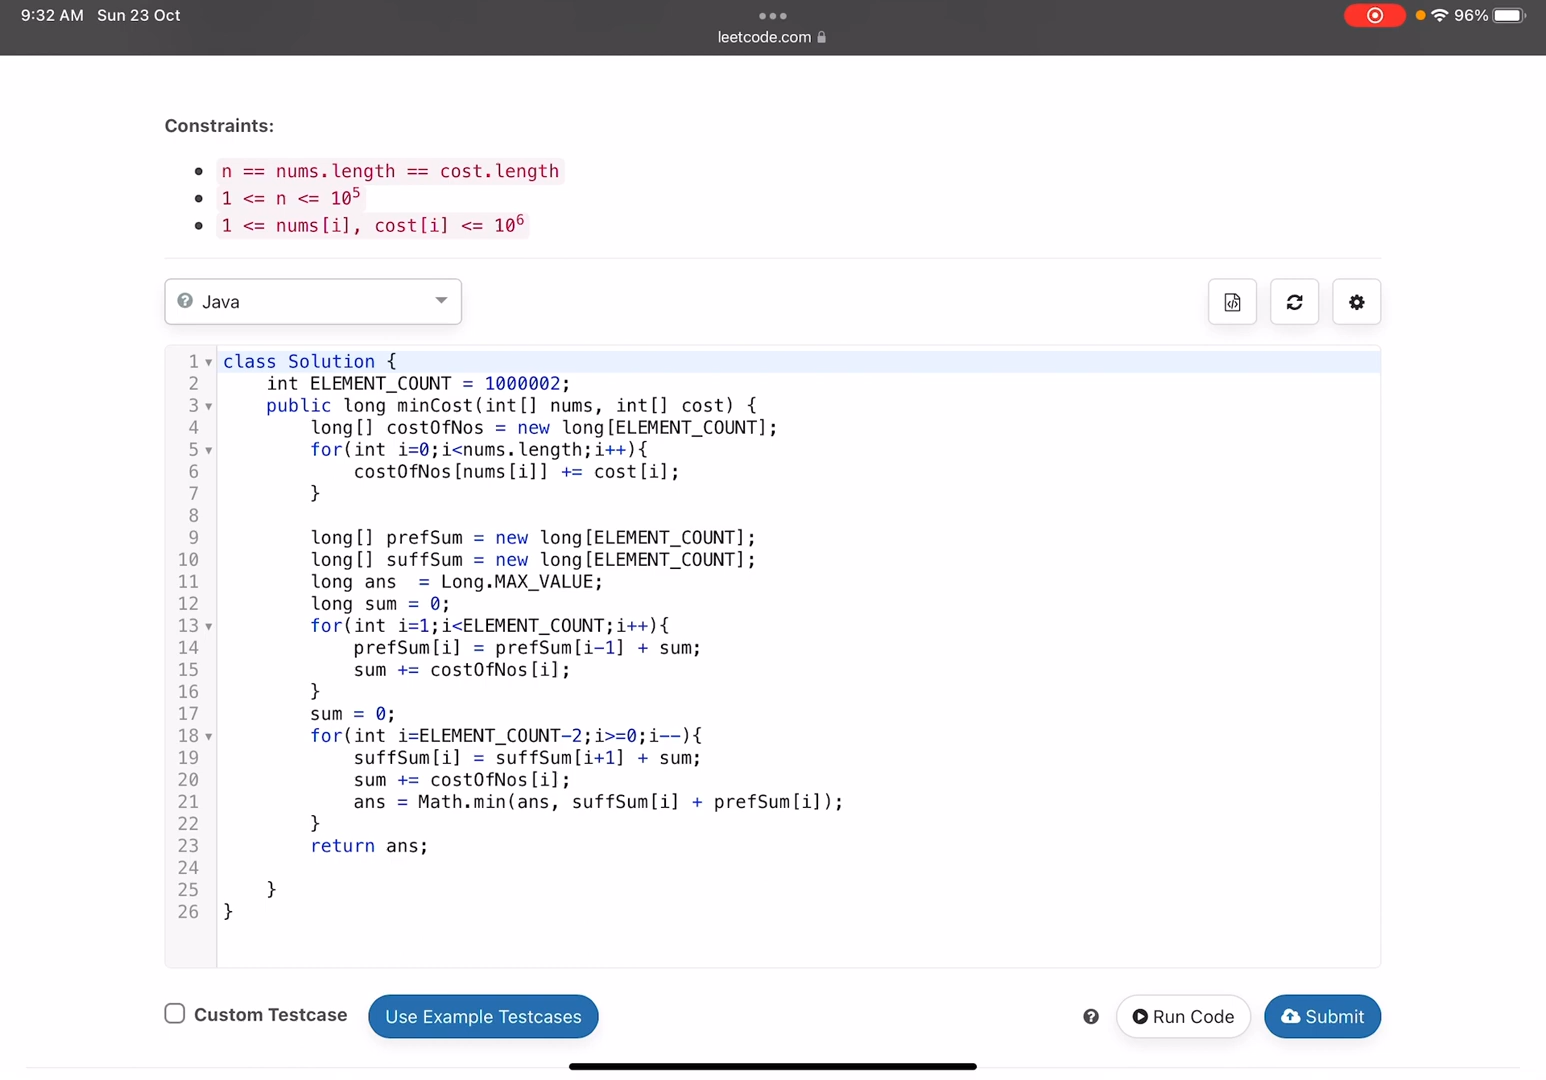 9:32 AM Sun 23 Oct
96%
leetcode.com
Constraints:
n == nums.length == cost.length
1 <= n <= 10^5
1 <= nums[i], cost[i] <= 10^6
Java
1 class Solution {
2     int ELEMENT_COUNT = 1000002;
3     public long minCost(int[] nums, int[] cost) {
4         long[] costOfNos = new long[ELEMENT_COUNT];
5         for(int i=0;i<nums.length;i++){
6             costOfNos[nums[i]] += cost[i];
7         }
8
9         long[] prefSum = new long[ELEMENT_COUNT];
10         long[] suffSum = new long[ELEMENT_COUNT];
11         long ans  = Long.MAX_VALUE;
12         long sum = 0;
13         for(int i=1;i<ELEMENT_COUNT;i++){
14             prefSum[i] = prefSum[i-1] + sum;
15             sum += costOfNos[i];
16         }
17         sum = 0;
18         for(int i=ELEMENT_COUNT-2;i>=0;i--){
19             suffSum[i] = suffSum[i+1] + sum;
20             sum += costOfNos[i];
21             ans = Math.min(ans, suffSum[i] + prefSum[i]);
22         }
23         return ans;
24
25     }
26 }
Custom Testcase
Use Example Testcases
Run Code
Submit